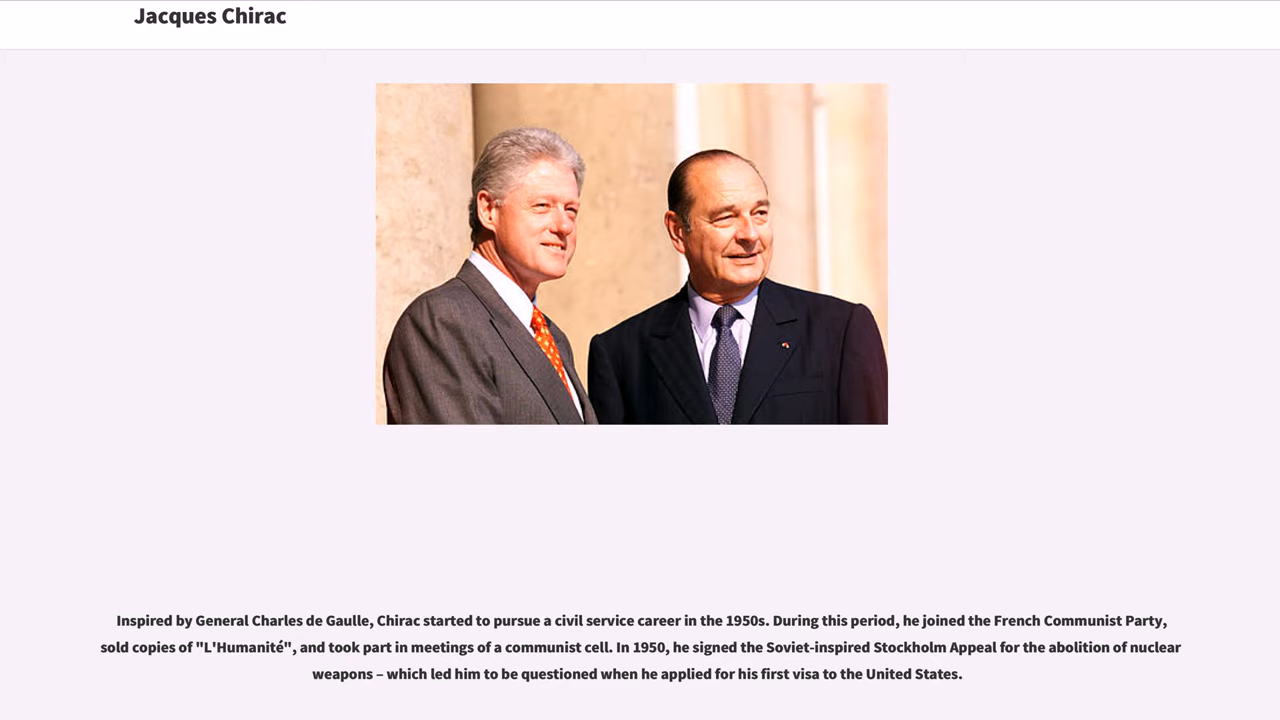 Jacques Chirac
Inspired by General Charles de Gaulle, Chirac started to pursue a civil service career in the 1950s. During this period, he joined the French Communist Party,
sold copies of "L'Humanité", and took part in meetings of a communist cell. In 1950, he signed the Soviet-inspired Stockholm Appeal for the abolition of nuclear
weapons – which led him to be questioned when he applied for his first visa to the United States.